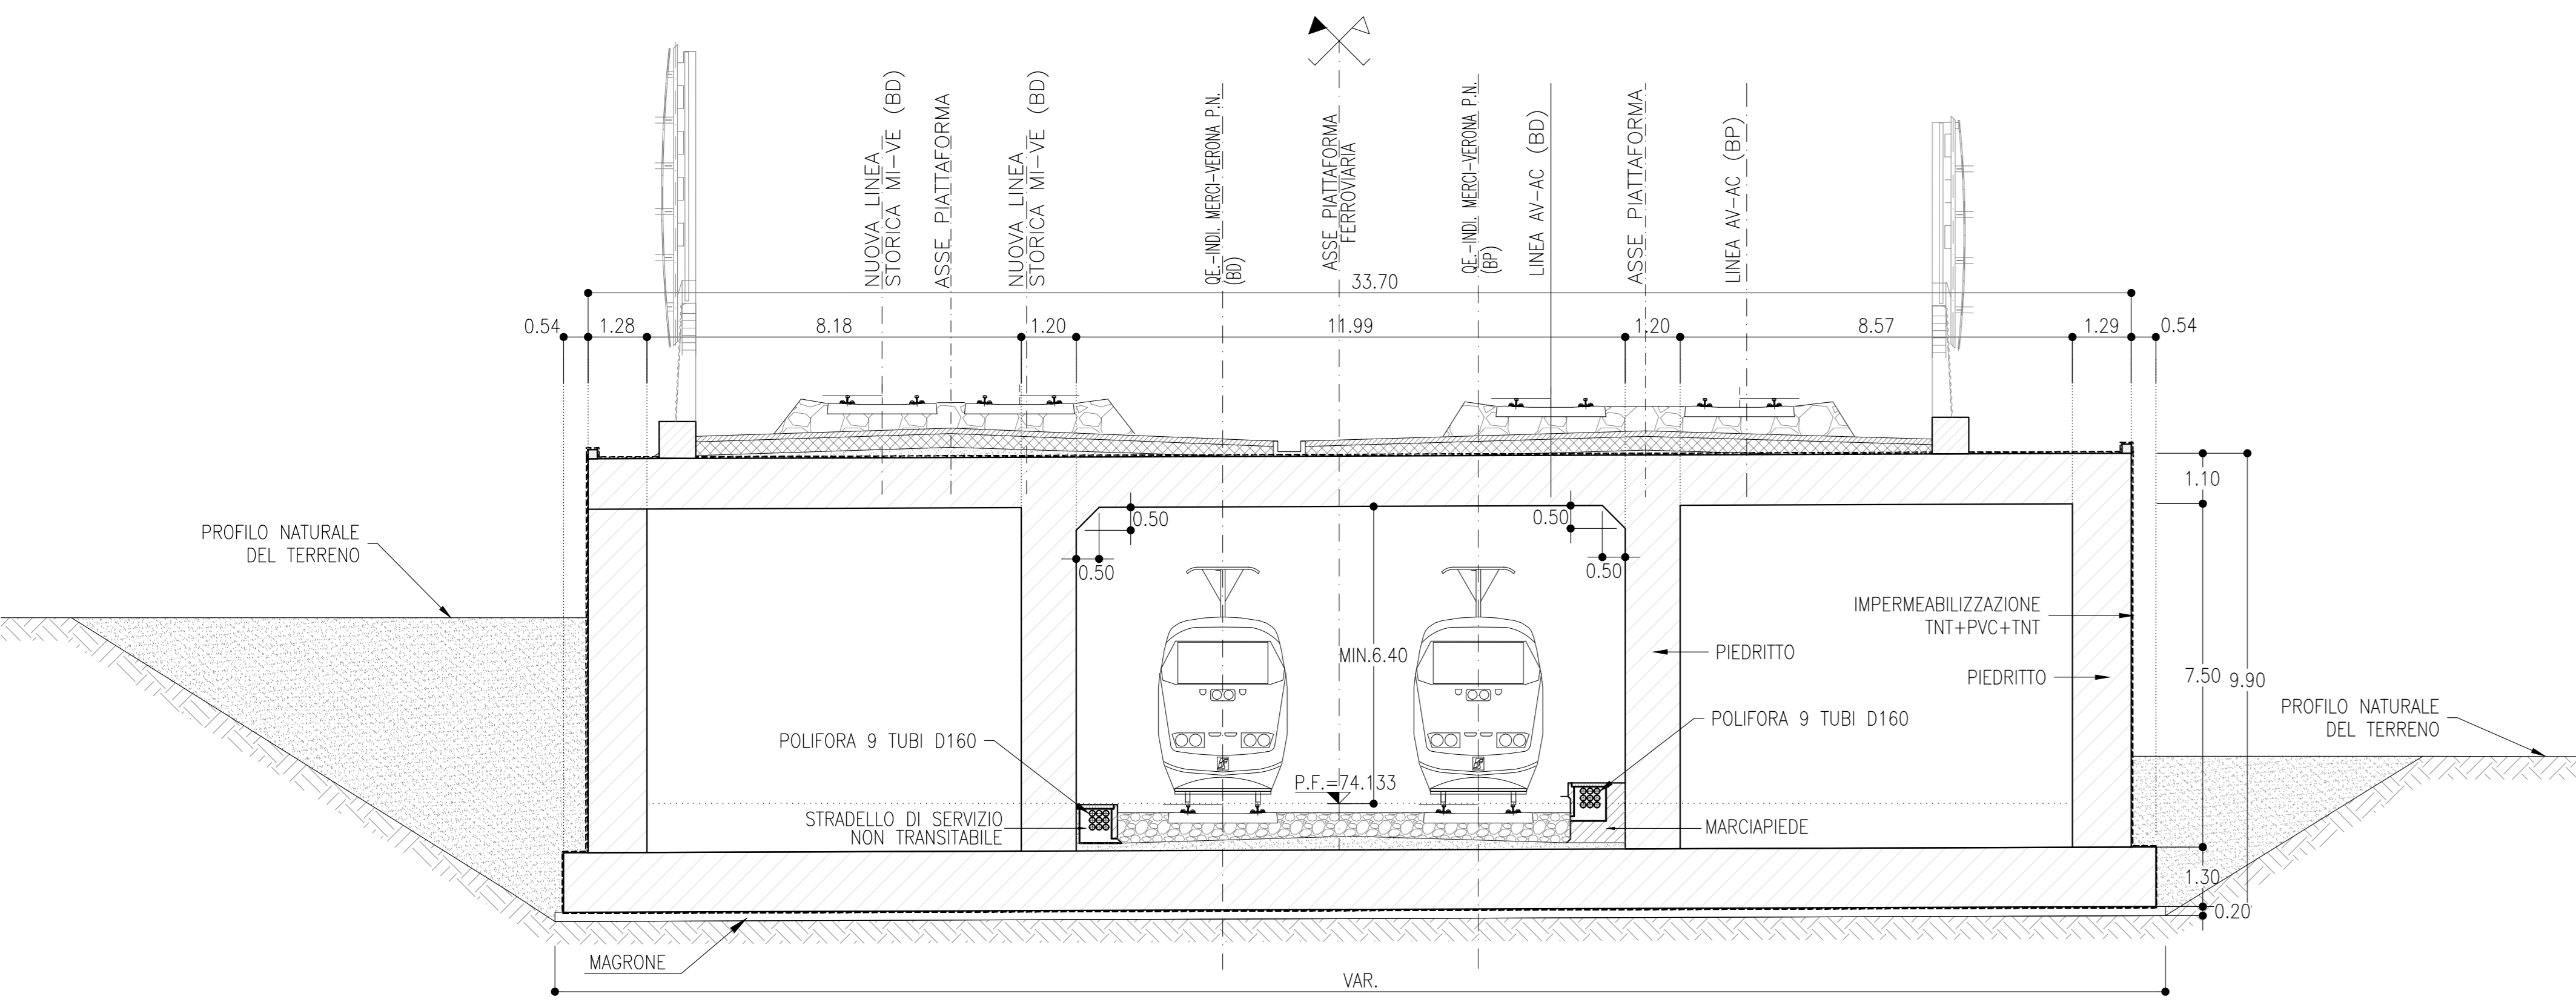 NUOVA LINEA
STORICA MI-VE (BD)
ASSE PIATTAFORMA
NUOVA LINEA
STORICA MI-VE (BD)
QE.-INDI. MERCI-VERONA P.N.
(BD)
ASSE PIATTAFORMA
FERROVIARIA
QE.-INDI. MERCI-VERONA P.N.
(BP)
LINEA AV-AC (BD)
ASSE PIATTAFORMA
LINEA AV-AC (BP)
33.70
0.54
1.28
8.18
1.20
11.99
1.20
8.57
1.29
0.54
1.10
0.50
0.50
0.50
0.50
PROFILO NATURALE
DEL TERRENO
IMPERMEABILIZZAZIONE
TNT+PVC+TNT
MIN.6.40
PIEDRITTO
PIEDRITTO
7.50
9.90
PROFILO NATURALE
DEL TERRENO
POLIFORA 9 TUBI D160
POLIFORA 9 TUBI D160
P.F.=74.133
STRADELLO DI SERVIZIO
NON TRANSITABILE
MARCIAPIEDE
1.30
0.20
MAGRONE
VAR.